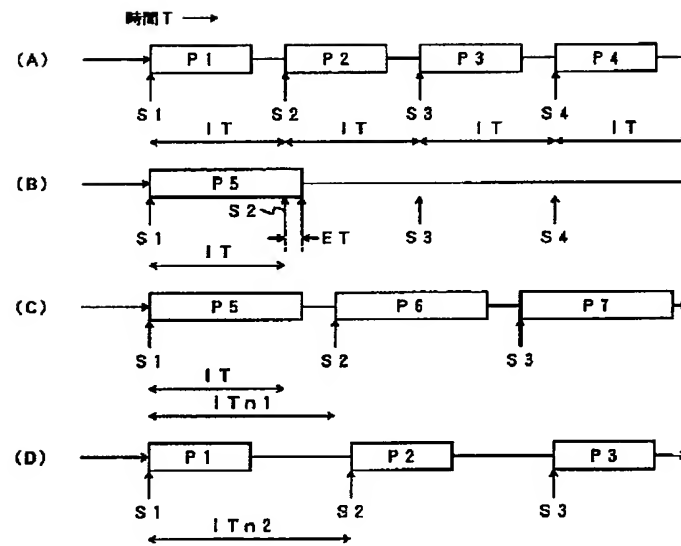 時間T
(A) P1 P2 P3 P4
S1 S2 S3 S4
IT IT IT IT
(B) P5
S2
S1 ET S3 S4
IT
(C) P5 P6 P7
S1 S2 S3
IT
ITn1
(D) P1 P2 P3
S1 S2 S3
ITn2